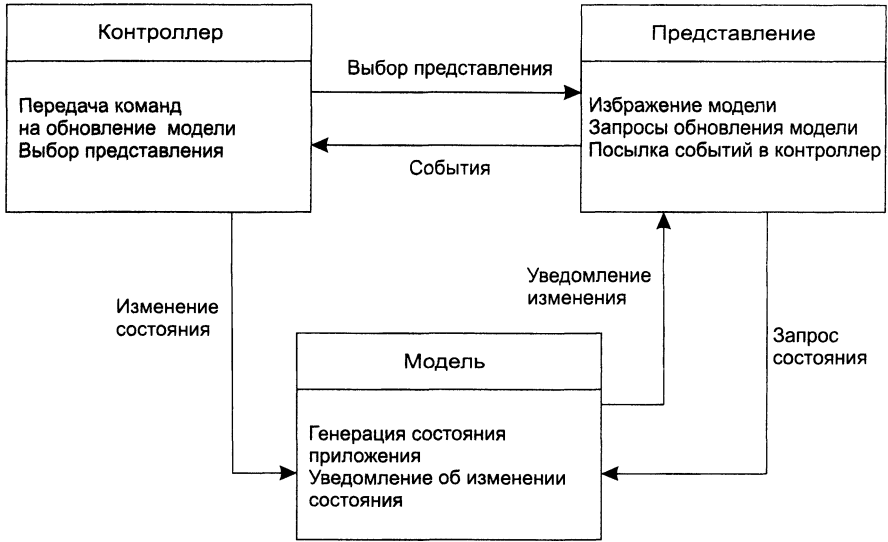 Контроллер
Передача команд
на обновление модели
Выбор представления
Выбор представления
События
Представление
Избражение модели
Запросы обновления модели
Посылка событий в контроллер
Изменение
состояния
Уведомление
изменения
Запрос
состояния
Модель
Генерация состояния
приложения
Уведомление об изменении
состояния